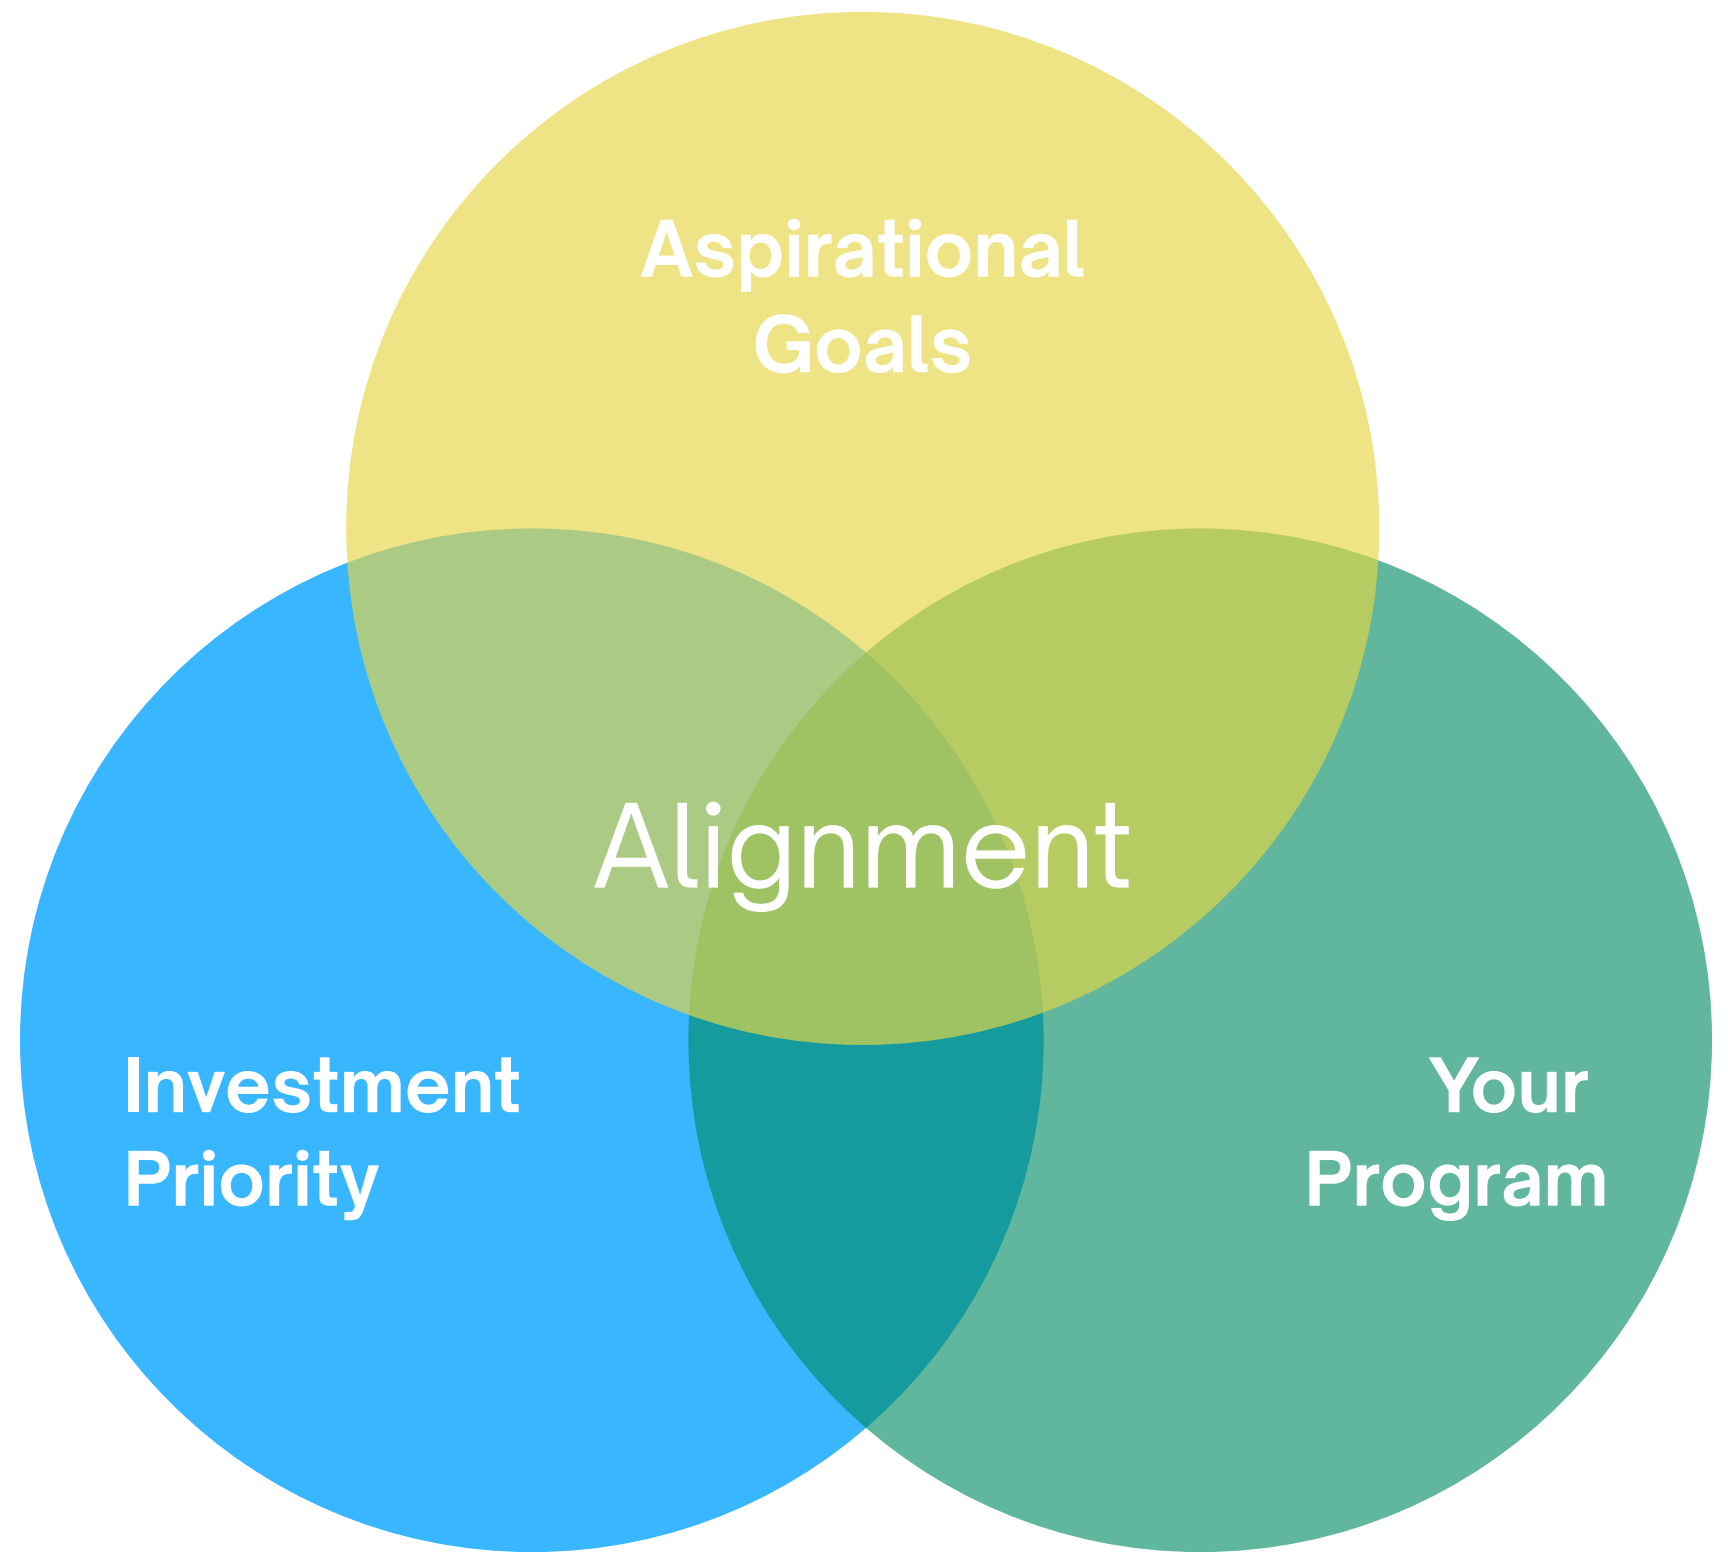 Aspirational
Goals
Alignment
Investment
Priority
Your
Program